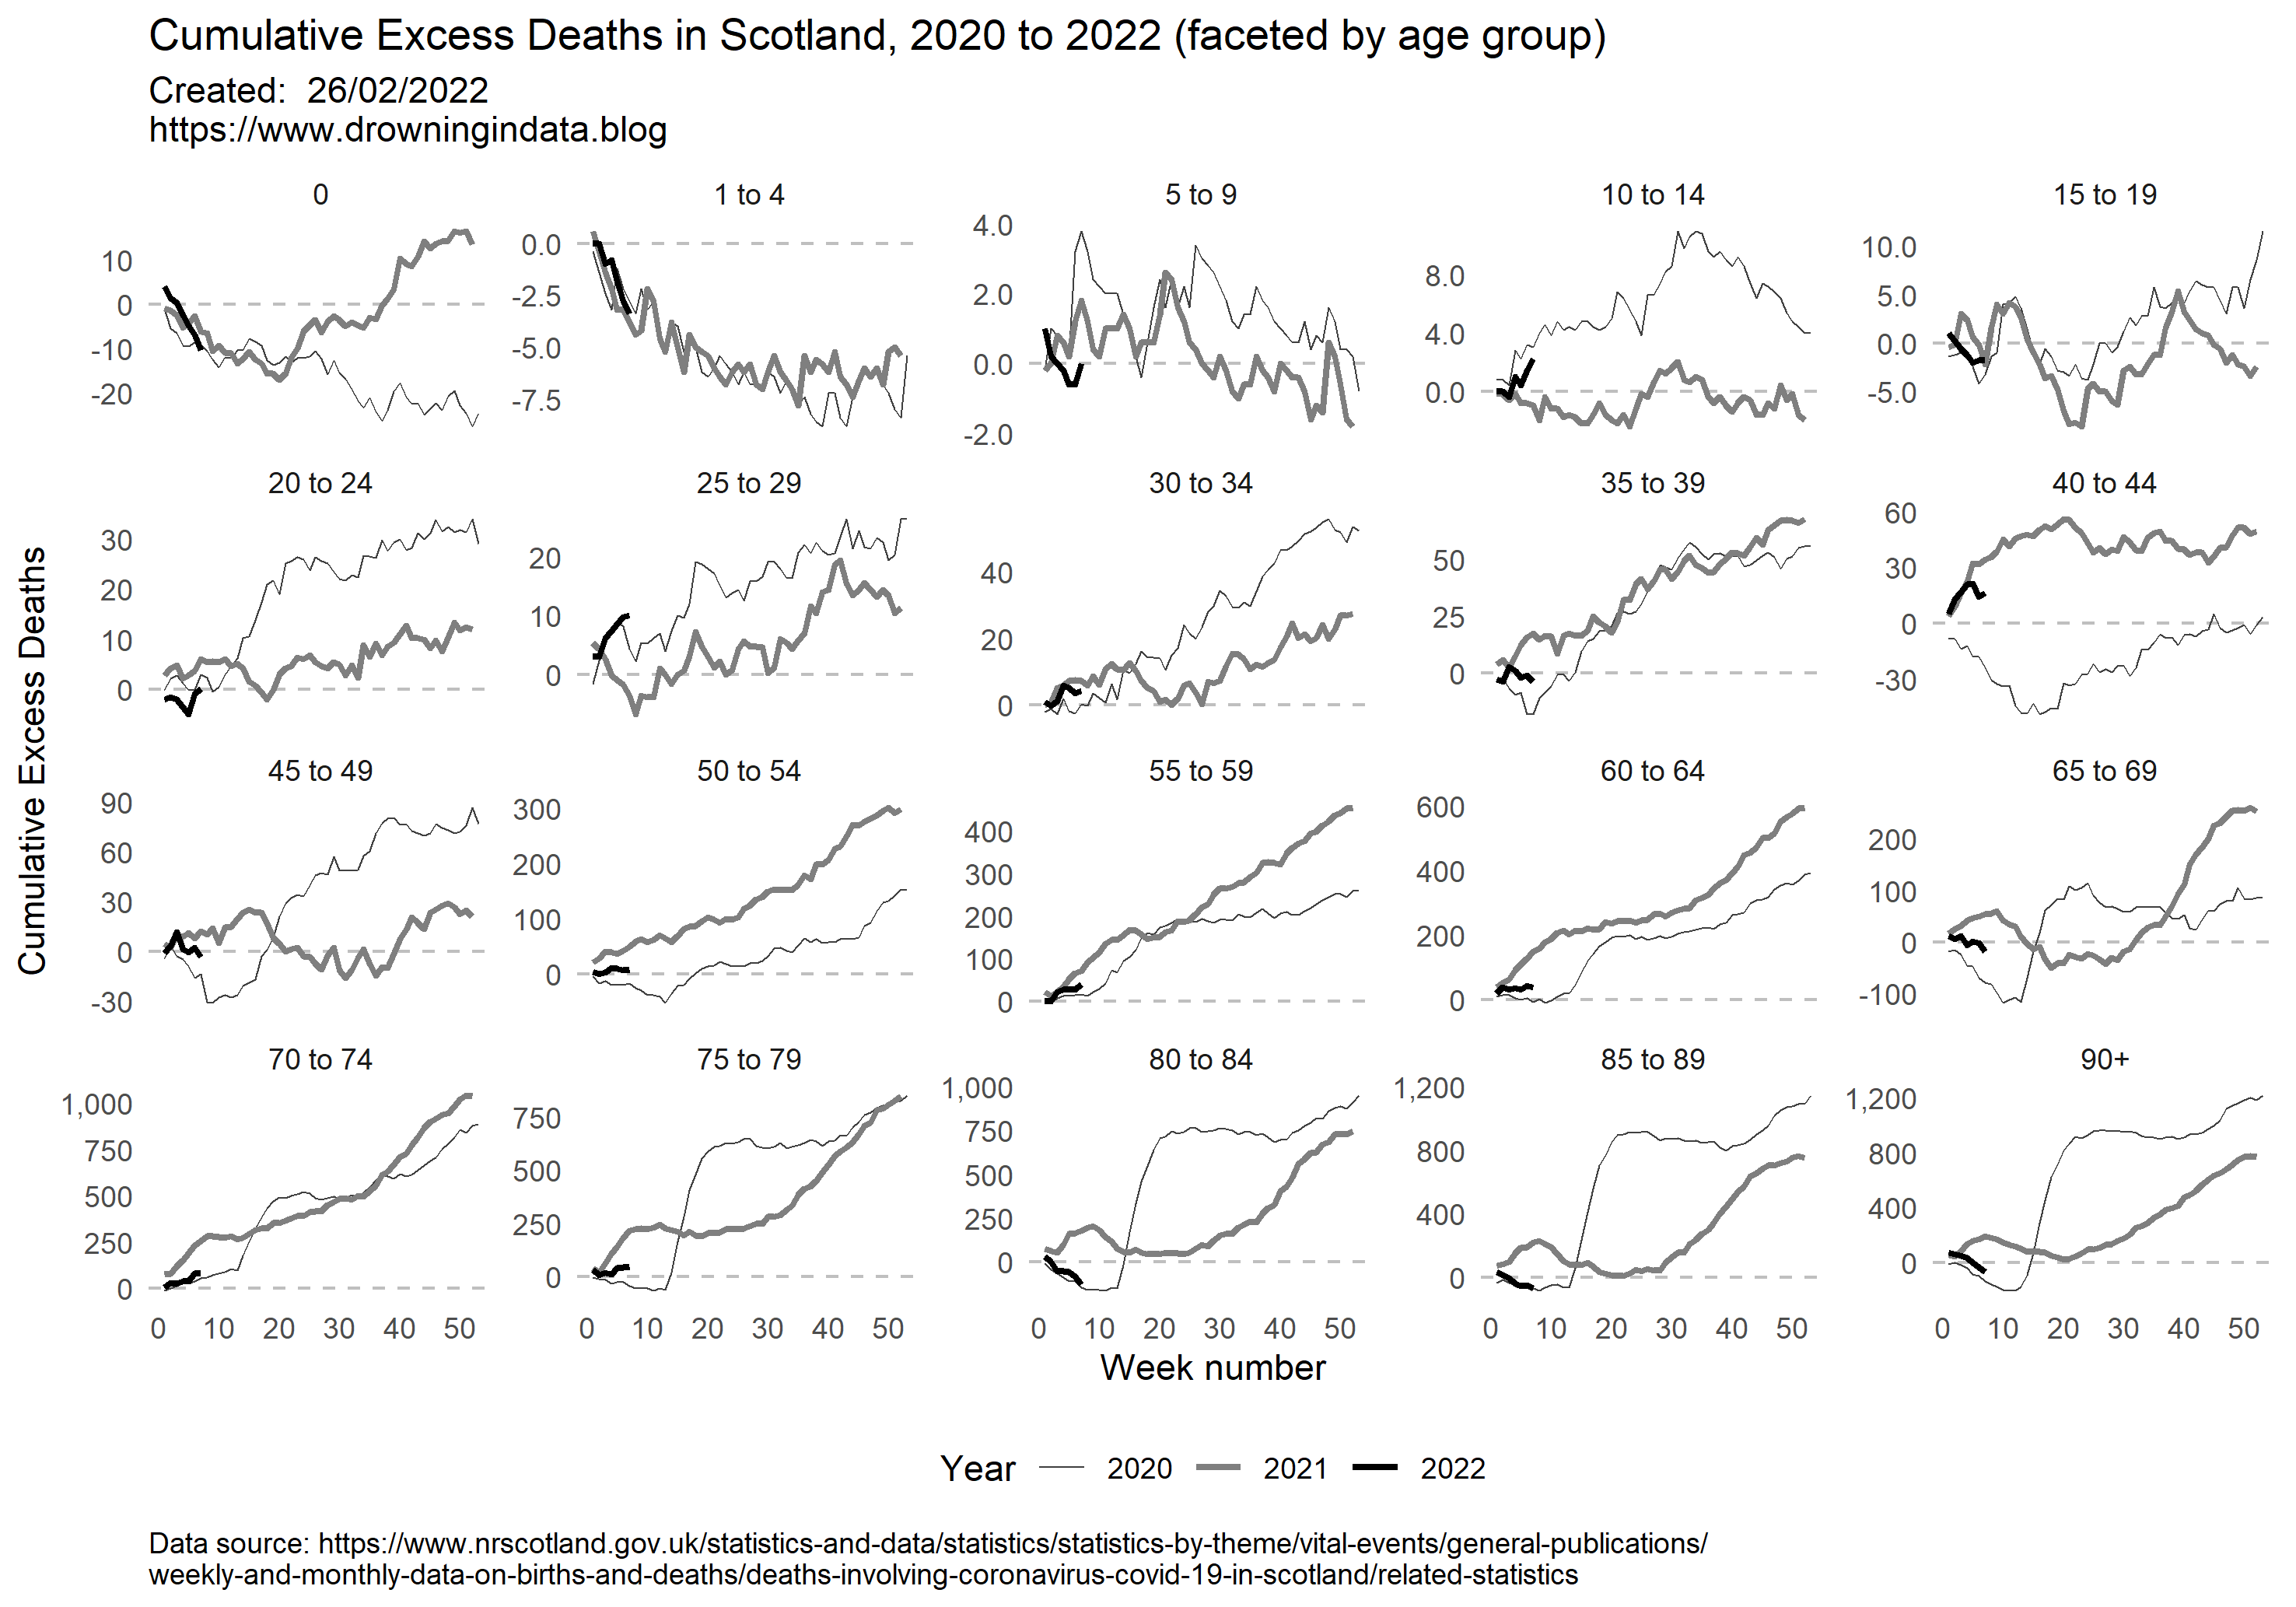 Cumulative Excess Deaths in Scotland, 2020 to 2022 (faceted by age group)
Created:  26/02/2022
https://www.drowningindata.blog
Cumulative Excess Deaths
0
10
0
-10
-20
1 to 4
0.0
-2.5
-5.0
-7.5
5 to 9
4.0
2.0
0.0
-2.0
10 to 14
8.0
4.0
0.0
15 to 19
10.0
5.0
0.0
-5.0
20 to 24
30
20
10
0
25 to 29
20
10
0
30 to 34
40
20
0
35 to 39
50
25
0
40 to 44
60
30
0
-30
45 to 49
90
60
30
0
-30
50 to 54
300
200
100
0
55 to 59
400
300
200
100
0
60 to 64
600
400
200
0
65 to 69
200
100
0
-100
70 to 74
1,000
750
500
250
0
75 to 79
750
500
250
0
80 to 84
1,000
750
500
250
0
85 to 89
1,200
800
400
0
90+
1,200
800
400
0
0 10 20 30 40 50
0 10 20 30 40 50
0 10 20 30 40 50
0 10 20 30 40 50
0 10 20 30 40 50
Week number
Year 2020 2021 2022
Data source: https://www.nrscotland.gov.uk/statistics-and-data/statistics/statistics-by-theme/vital-events/general-publications/
weekly-and-monthly-data-on-births-and-deaths/deaths-involving-coronavirus-covid-19-in-scotland/related-statistics